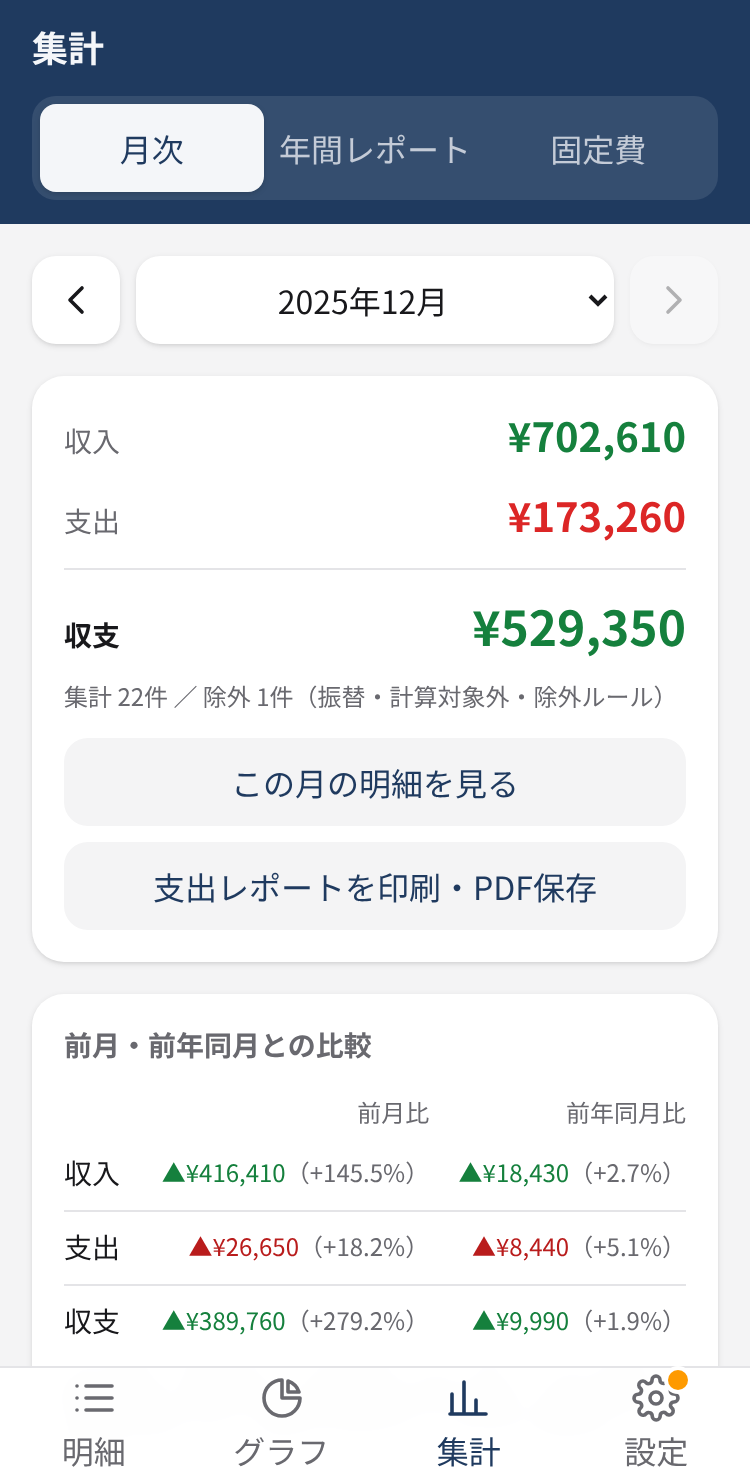 集計
月次 年間レポート 固定費
2025年12月
収入 ¥702,610
支出 ¥173,260
収支 ¥529,350
集計 22件 ／ 除外 1件（振替・計算対象外・除外ルール）
この月の明細を見る
支出レポートを印刷・PDF保存
前月・前年同月との比較
前月比 前年同月比
収入 ▲¥416,410（+145.5%） ▲¥18,430（+2.7%）
支出 ▲¥26,650（+18.2%） ▲¥8,440（+5.1%）
収支 ▲¥389,760（+279.2%） ▲¥9,990（+1.9%）
明細 グラフ 集計 設定